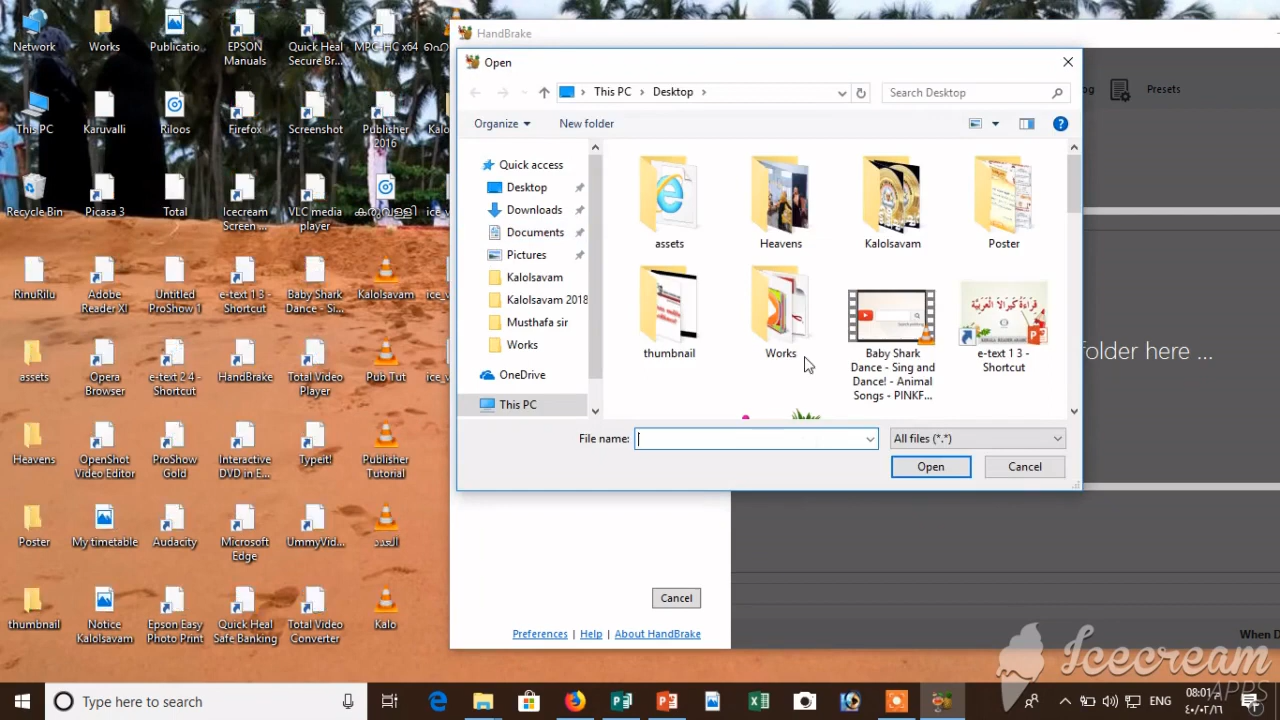 Network
Works
Publicatio
EPSON
Manuals
Quick Heal
Secure Br...
MPC-HC x64
This PC
Karuvalli
Riloos
Firefox
Screenshot
Publisher
2016
Kalo
Recycle Bin
Picasa 3
Total
Icecream
Screen ...
VLC media
player
കരുവള്ളി
ice_v
RinuRilu
Adobe
Reader XI
Untitled
ProShow 1
e-text 1 3 -
Shortcut
Baby Shark
Dance - Si...
Kalolsavam
ice_v
assets
Opera
Browser
e-text 2 4 -
Shortcut
HandBrake
Total Video
Player
Pub Tut
ice_v
Heavens
OpenShot
Video Editor
ProShow
Gold
Interactive
DVD in E...
Typeit!
Publisher
Tutorial
Poster
My timetable
Audacity
Microsoft
Edge
UmmyVid...
العدد
thumbnail
Notice
Kalolsavam
Epson Easy
Photo Print
Quick Heal
Safe Banking
Total Video
Converter
Kalo
HandBrake
Open
This PC
Desktop
Search Desktop
Organize
New folder
Presets
Quick access
Desktop
Downloads
Documents
Pictures
Kalolsavam
Kalolsavam 2018
Musthafa sir
Works
OneDrive
This PC
assets
Heavens
Kalolsavam
Poster
thumbnail
Works
Baby Shark
Dance - Sing and
Dance! - Animal
Songs - PINKF...
e-text 1 3 -
Shortcut
folder here ...
File name:
All files (*.*)
Open
Cancel
Cancel
Preferences | Help | About HandBrake
When D
Icecream
APPS
Type here to search
ENG